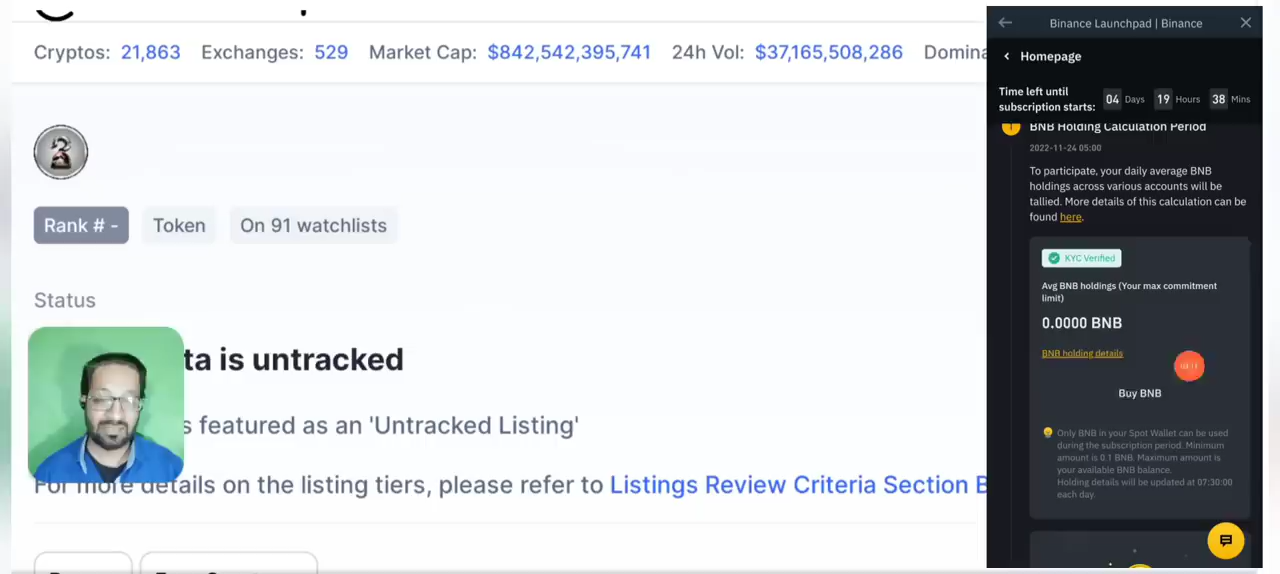 Cryptos: 21,863 Exchanges: 529 Market Cap: $842,542,395,741 24h Vol: $37,165,508,286 Domina
Rank # -
Token
On 91 watchlists
Status
ta is untracked
s featured as an 'Untracked Listing'
For more details on the listing tiers, please refer to Listings Review Criteria Section B
Binance Launchpad | Binance
Homepage
Time left until
subscription starts:
04 Days 19 Hours 38 Mins
BNB Holding Calculation Period
2022-11-24 05:00
To participate, your daily average BNB
holdings across various accounts will be
tallied. More details of this calculation can be
found here.
KYC Verified
Avg BNB holdings (Your max commitment
limit)
0.0000 BNB
BNB holding details
Buy BNB
Only BNB in your Spot Wallet can be used
during the subscription period. Minimum
amount is 0.1 BNB. Maximum amount is
your available BNB balance.
Holding details will be updated at 07:30:00
each day.